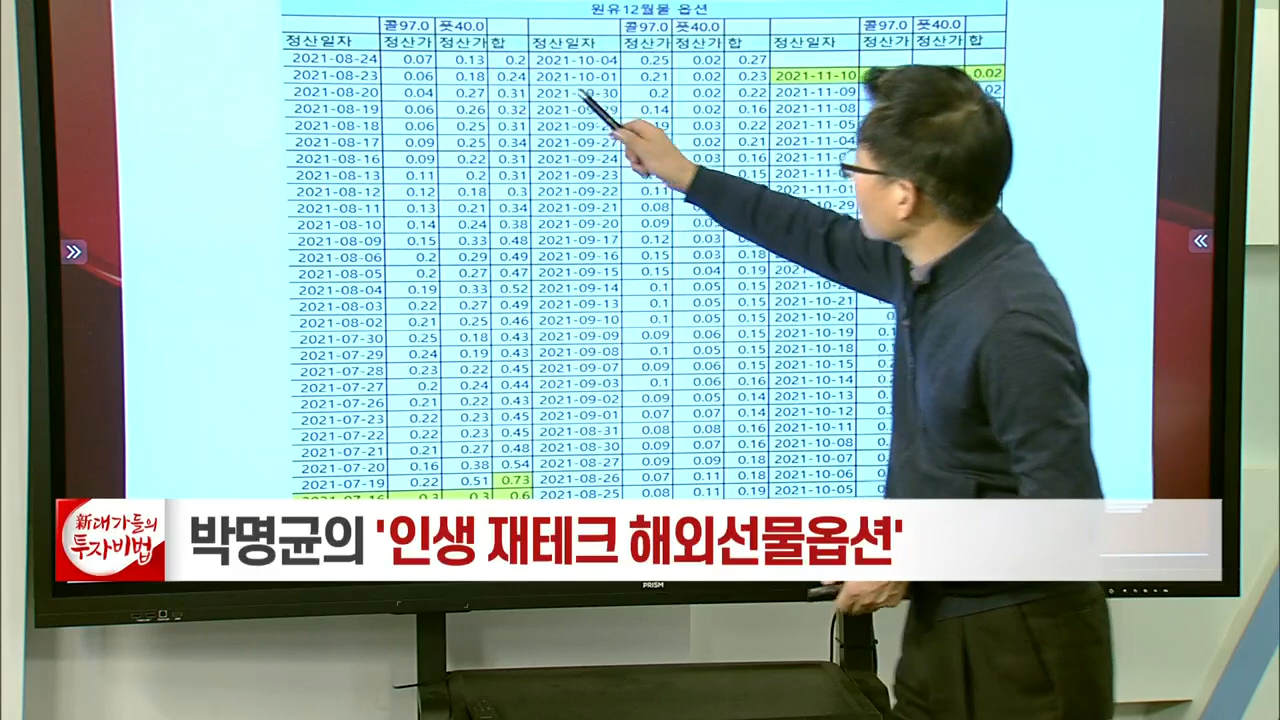 원유12월물 옵션
콜97.0 풋40.0 콜97.0 풋40.0 콜97.0 풋40.0
정산일자 정산가 정산가 합 정산일자 정산가 정산가 합 정산일자 정산가 정산가 합
2021-08-24 0.07 0.13 0.2 2021-10-04 0.25 0.02 0.27
2021-08-23 0.06 0.18 0.24 2021-10-01 0.21 0.02 0.23 2021-11-10 0.02
2021-08-20 0.04 0.27 0.31 0.2 0.02 0.22 2021-11-09
2021-08-19 0.06 0.26 0.32 0.14 0.02 0.16 2021-11-08
2021-08-18 0.06 0.25 0.31 0.03 0.22 2021-11-05
2021-08-17 0.09 0.25 0.34 2021-09-27 0.02 0.21 2021-11-04
2021-08-16 0.09 0.22 0.31 2021-09-24 0.03 0.16
2021-08-13 0.11 0.2 0.31 2021-09-23 0.15
2021-08-12 0.12 0.18 0.3 2021-09-22 0.11 2021-11-01
2021-08-11 0.13 0.21 0.34 2021-09-21 0.08
2021-08-10 0.14 0.24 0.38 2021-09-20 0.09
2021-08-09 0.15 0.33 0.48 2021-09-17 0.12 0.03
2021-08-06 0.2 0.29 0.49 2021-09-16 0.15 0.03 0.18
2021-08-05 0.2 0.27 0.47 2021-09-15 0.15 0.04 0.19
2021-08-04 0.19 0.33 0.52 2021-09-14 0.1 0.05 0.15
2021-08-03 0.22 0.27 0.49 2021-09-13 0.1 0.05 0.15 2021-10-21
2021-08-02 0.21 0.25 0.46 2021-09-10 0.1 0.05 0.15 2021-10-20
2021-07-30 0.25 0.18 0.43 2021-09-09 0.09 0.06 0.15 2021-10-19
2021-07-29 0.24 0.19 0.43 2021-09-08 0.1 0.05 0.15 2021-10-18
2021-07-28 0.23 0.22 0.45 2021-09-07 0.09 0.06 0.15 2021-10-15
2021-07-27 0.2 0.24 0.44 2021-09-03 0.1 0.06 0.16 2021-10-14
2021-07-26 0.21 0.22 0.43 2021-09-02 0.09 0.05 0.14 2021-10-13
2021-07-23 0.22 0.23 0.45 2021-09-01 0.07 0.07 0.14 2021-10-12
2021-07-22 0.22 0.23 0.45 2021-08-31 0.08 0.08 0.16 2021-10-11
2021-07-21 0.21 0.27 0.48 2021-08-30 0.09 0.07 0.16 2021-10-08
2021-07-20 0.16 0.38 0.54 2021-08-27 0.09 0.09 0.18 2021-10-07
2021-07-19 0.22 0.51 0.73 2021-08-26 0.07 0.11 0.18 2021-10-06
2021-07-16 0.3 0.3 0.6 2021-08-25 0.08 0.11 0.19 2021-10-05
新대가들의
투자비법
박명균의 '인생 재테크 해외선물옵션'
PRISM